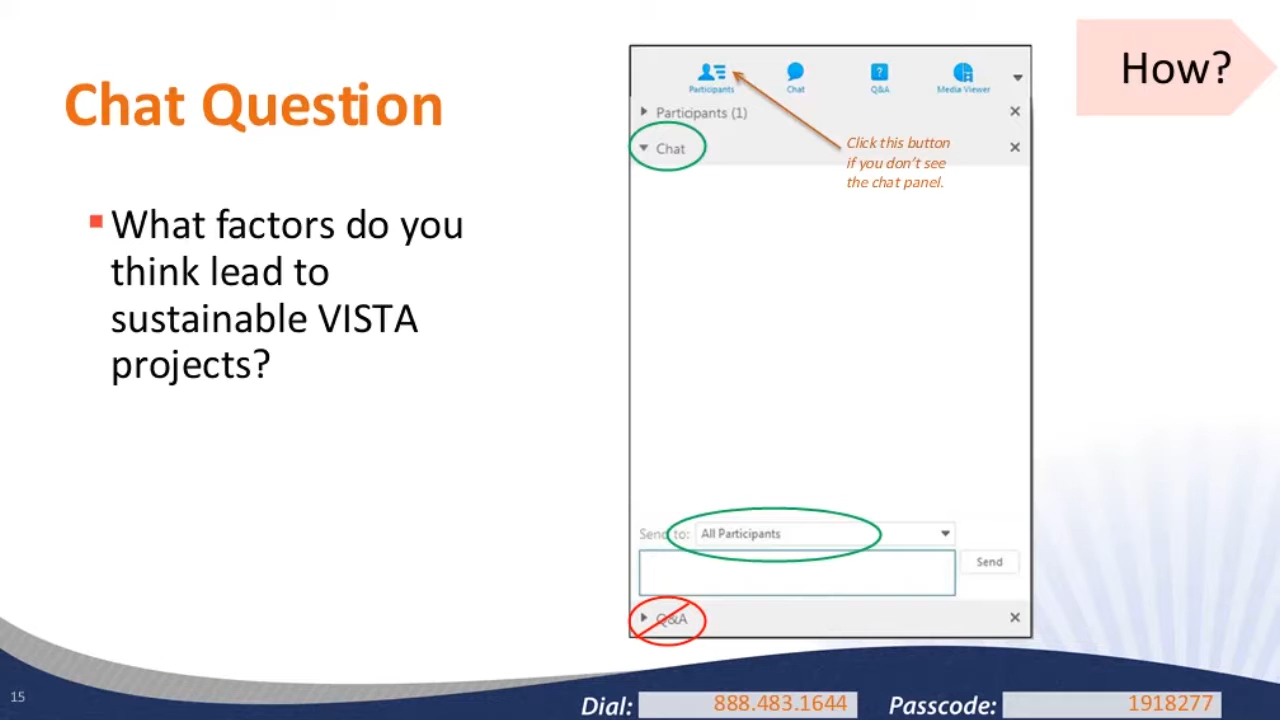 Chat Question
How?
What factors do you
think lead to
sustainable VISTA
projects?
Participants
Chat
Q&A
Media Viewer
Participants (1)
Chat
Click this button
if you don't see
the chat panel.
Send to: All Participants
Send
Q&A
15
Dial: 888.483.1644 Passcode: 1918277